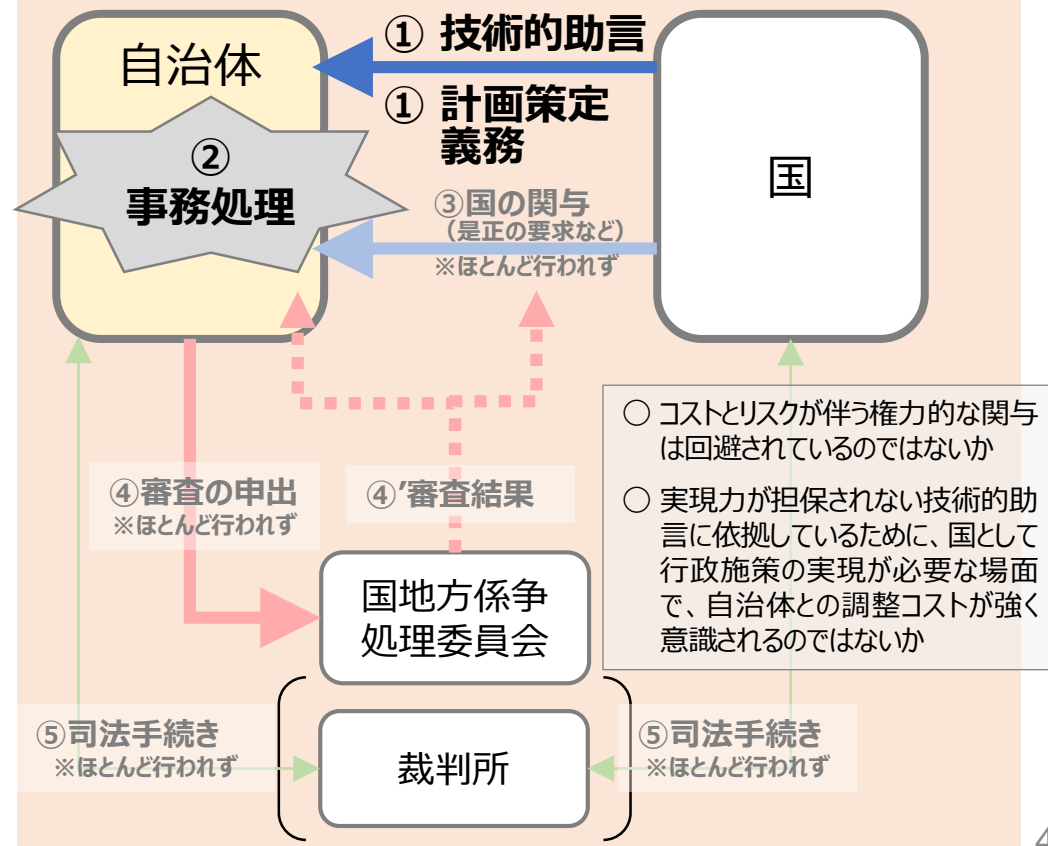 自治体
② 
事務処理
① 技術的助言
① 計画策定
義務
③国の関与
（是正の要求など）
※ほとんど行われず
国
○ コストとリスクが伴う権力的な関与
は回避されているのではないか
○ 実現力が担保されない技術的助
言に依拠しているために、国として
行政施策の実現が必要な場面
で、自治体との調整コストが強く
意識されるのではないか
④審査の申出
※ほとんど行われず
④’審査結果
国地方係争
処理委員会
⑤司法手続き
※ほとんど行われず
裁判所
⑤司法手続き
※ほとんど行われず